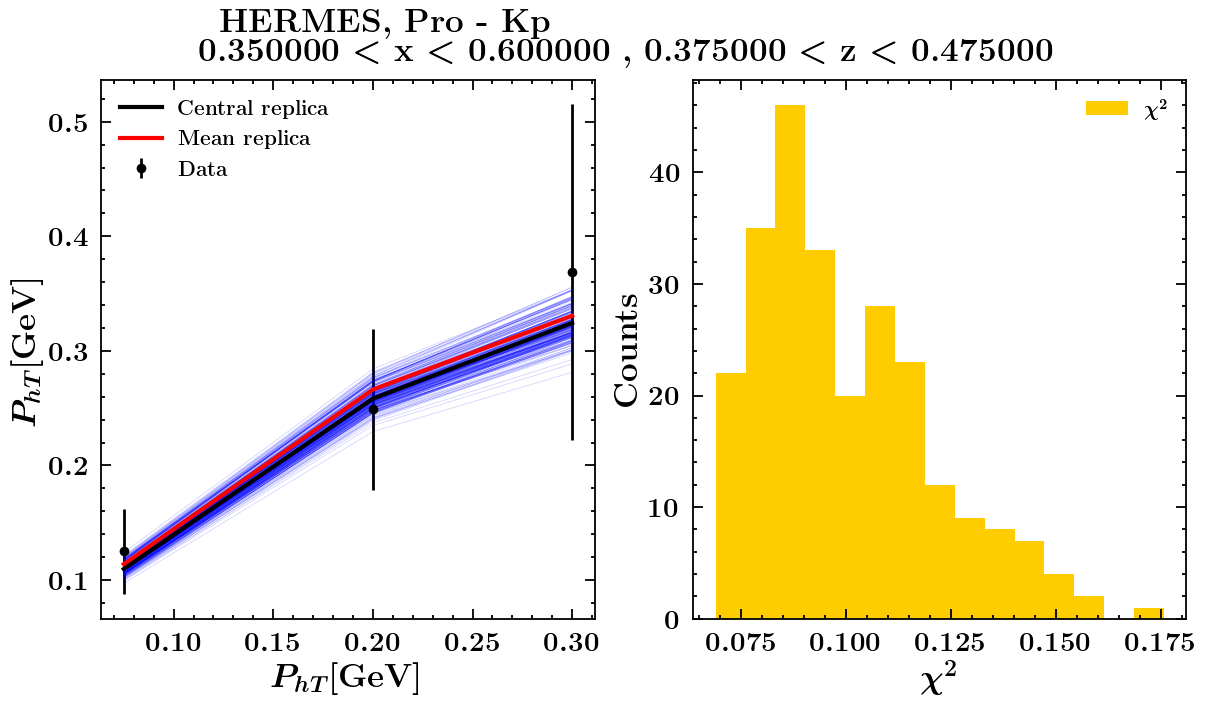 HERMES, Pro - Kp
0.350000 < x < 0.600000 , 0.375000 < z < 0.475000
Central replica
Mean replica
Data
0.5
0.4
0.3
0.2
0.1
P_{hT}[GeV]
0.10 0.15 0.20 0.25 0.30
P_{hT}[GeV]
χ²
40
30
20
10
0
Counts
0.075 0.100 0.125 0.150 0.175
χ²